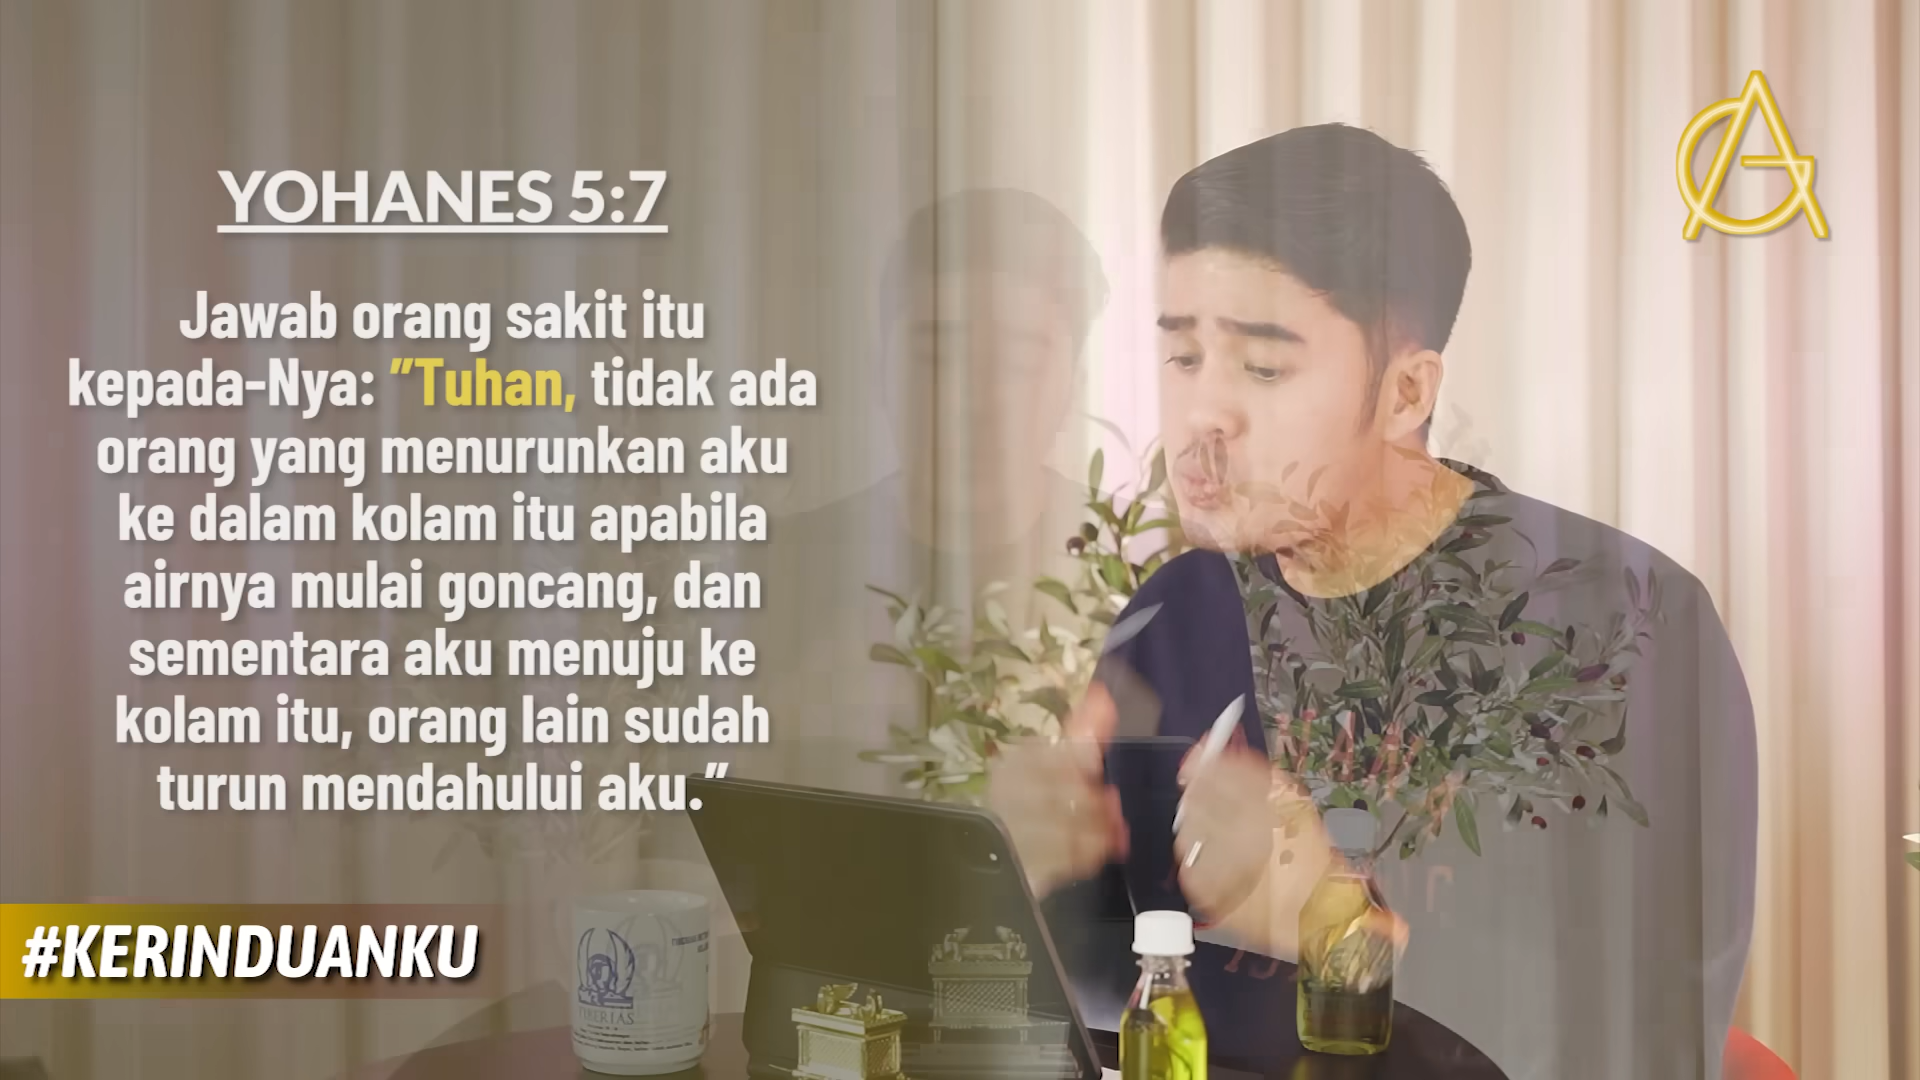 YOHANES 5:7
Jawab orang sakit itu
kepada-Nya: ”Tuhan, tidak ada
orang yang menurunkan aku
ke dalam kolam itu apabila
airnya mulai goncang, dan
sementara aku menuju ke
kolam itu, orang lain sudah
turun mendahului aku.”
#KERINDUANKU
TIBERIAS